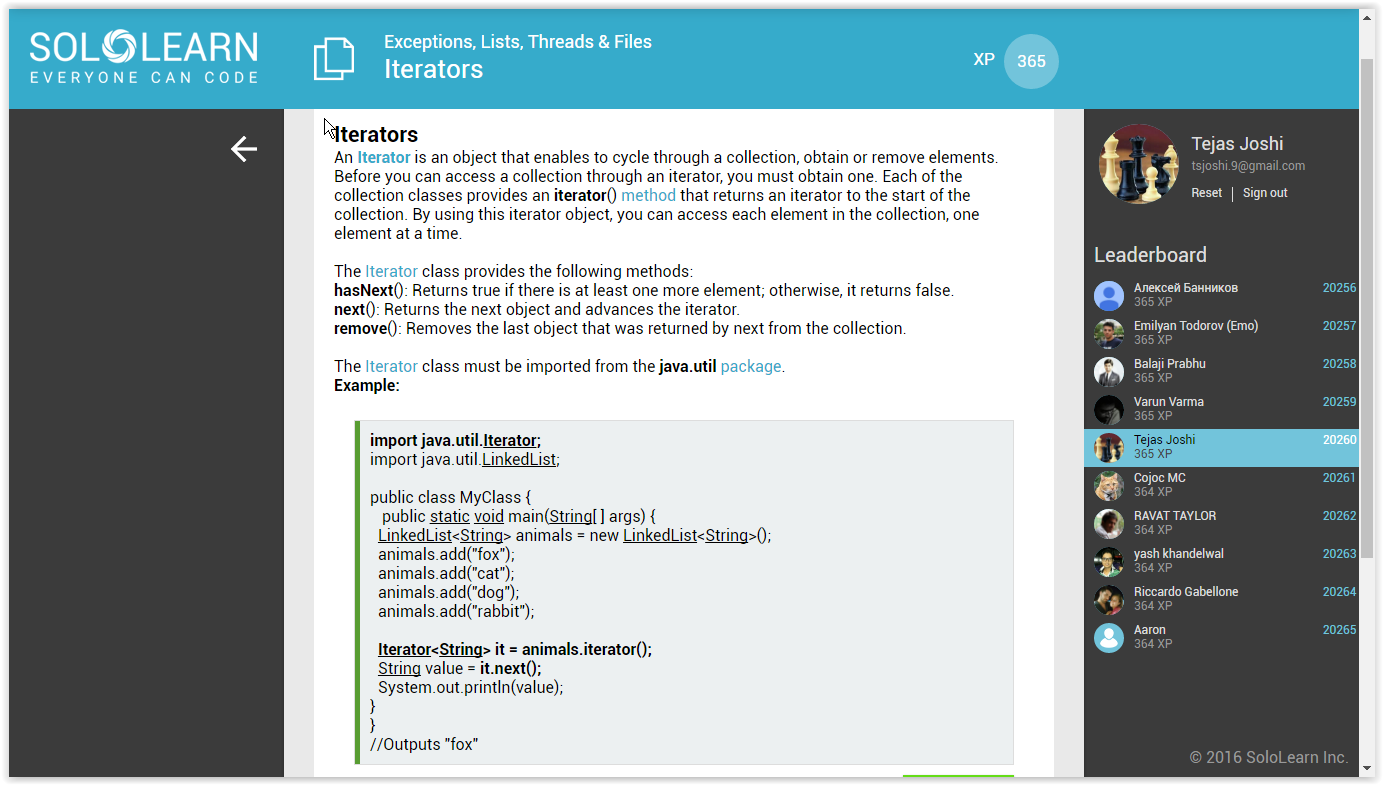 SOLOLEARN
EVERYONE CAN CODE
Exceptions, Lists, Threads & Files
Iterators
XP 365
Iterators
An Iterator is an object that enables to cycle through a collection, obtain or remove elements.
Before you can access a collection through an iterator, you must obtain one. Each of the
collection classes provides an iterator() method that returns an iterator to the start of the
collection. By using this iterator object, you can access each element in the collection, one
element at a time.
The Iterator class provides the following methods:
hasNext(): Returns true if there is at least one more element; otherwise, it returns false.
next(): Returns the next object and advances the iterator.
remove(): Removes the last object that was returned by next from the collection.
The Iterator class must be imported from the java.util package.
Example:
import java.util.Iterator;
import java.util.LinkedList;
public class MyClass {
public static void main(String[ ] args) {
LinkedList<String> animals = new LinkedList<String>();
animals.add("fox");
animals.add("cat");
animals.add("dog");
animals.add("rabbit");
Iterator<String> it = animals.iterator();
String value = it.next();
System.out.println(value);
}
}
//Outputs "fox"
Tejas Joshi
tsjoshi.9@gmail.com
Reset | Sign out
Leaderboard
Алексей Банников 20256
365 XP
Emilyan Todorov (Emo) 20257
365 XP
Balaji Prabhu 20258
365 XP
Varun Varma 20259
365 XP
Tejas Joshi 20260
365 XP
Cojoc MC 20261
364 XP
RAVAT TAYLOR 20262
364 XP
yash khandelwal 20263
364 XP
Riccardo Gabellone 20264
364 XP
Aaron 20265
364 XP
© 2016 SoloLearn Inc.